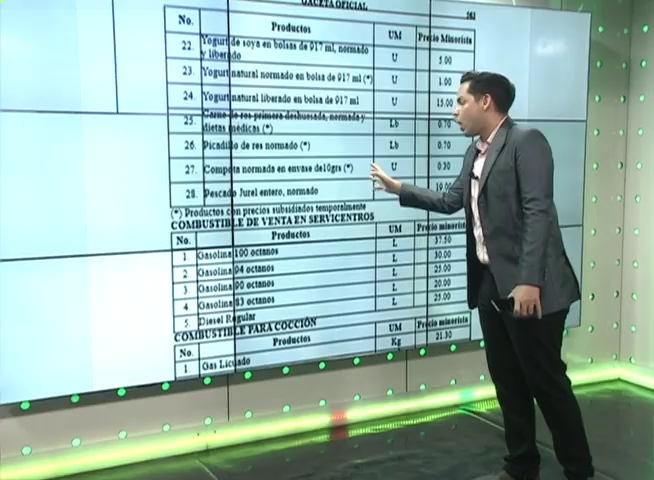 GACETA OFICIAL 563
No. Productos UM Precio Minorista
22. Yogurt de soya en bolsas de 917 ml, normado y liberado U 5.00
23. Yogurt natural normado en bolsa de 917 ml (*) U 1.00
24. Yogurt natural liberado en bolsa de 917 ml U 15.00
25. Carne de res primera deshuesada, normada y dietas médicas (*) Lb 0.70
26. Picadillo de res normado (*) Lb 0.70
27. Compota normada en envase de10grs (*) U 0.30
28. Pescado Jurel entero, normado 19.00
(*) Productos con precios subsidiados temporalmente
COMBUSTIBLE DE VENTA EN SERVICENTROS
No. Productos UM Precio minorista
1 Gasolina 100 octanos L 37.50
2 Gasolina 94 octanos L 30.00
3 Gasolina 90 octanos L 25.00
4 Gasolina 83 octanos L 20.00
5. Diesel Regular L 25.00
COMBUSTIBLE PARA COCCIÓN
No. Productos UM Precio minorista
1 Gas Licuado Kg 21.30